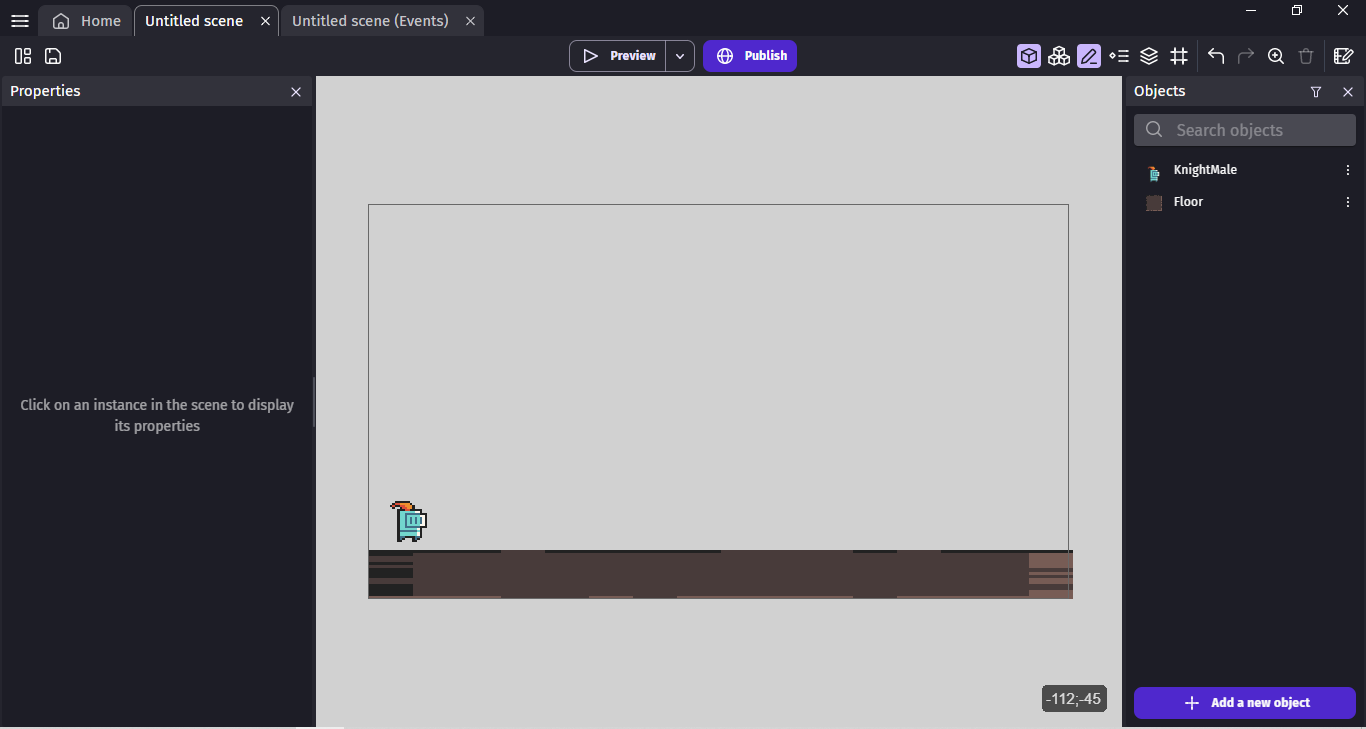 Home
Untitled scene
Untitled scene (Events)
Preview
Publish
Properties
Objects
Search objects
KnightMale
Floor
Click on an instance in the scene to display
its properties
-112;-45
Add a new object